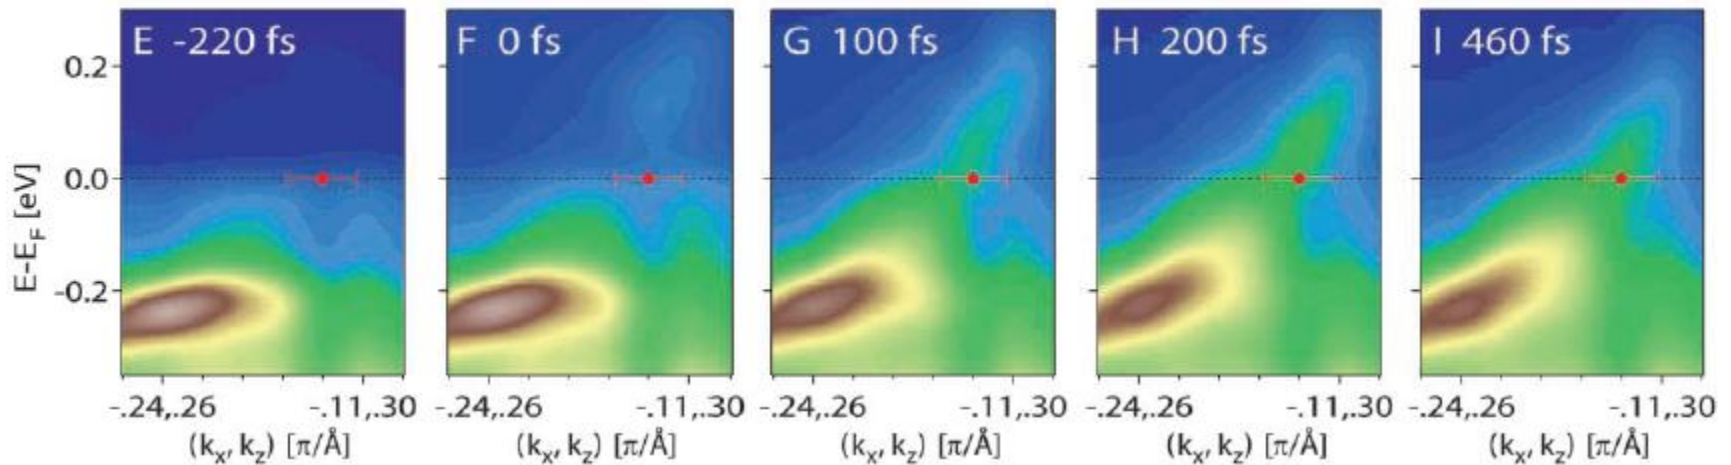 E -220 fs
F 0 fs
G 100 fs
H 200 fs
I 460 fs
0.2
0.0
-0.2
E-E_F [eV]
-.24,.26 -.11,.30
-.24,.26 -.11,.30
-.24,.26 -.11,.30
-.24,.26 -.11,.30
-.24,.26 -.11,.30
(k_x, k_z) [π/Å]
(k_x, k_z) [π/Å]
(k_x, k_z) [π/Å]
(k_x, k_z) [π/Å]
(k_x, k_z) [π/Å]